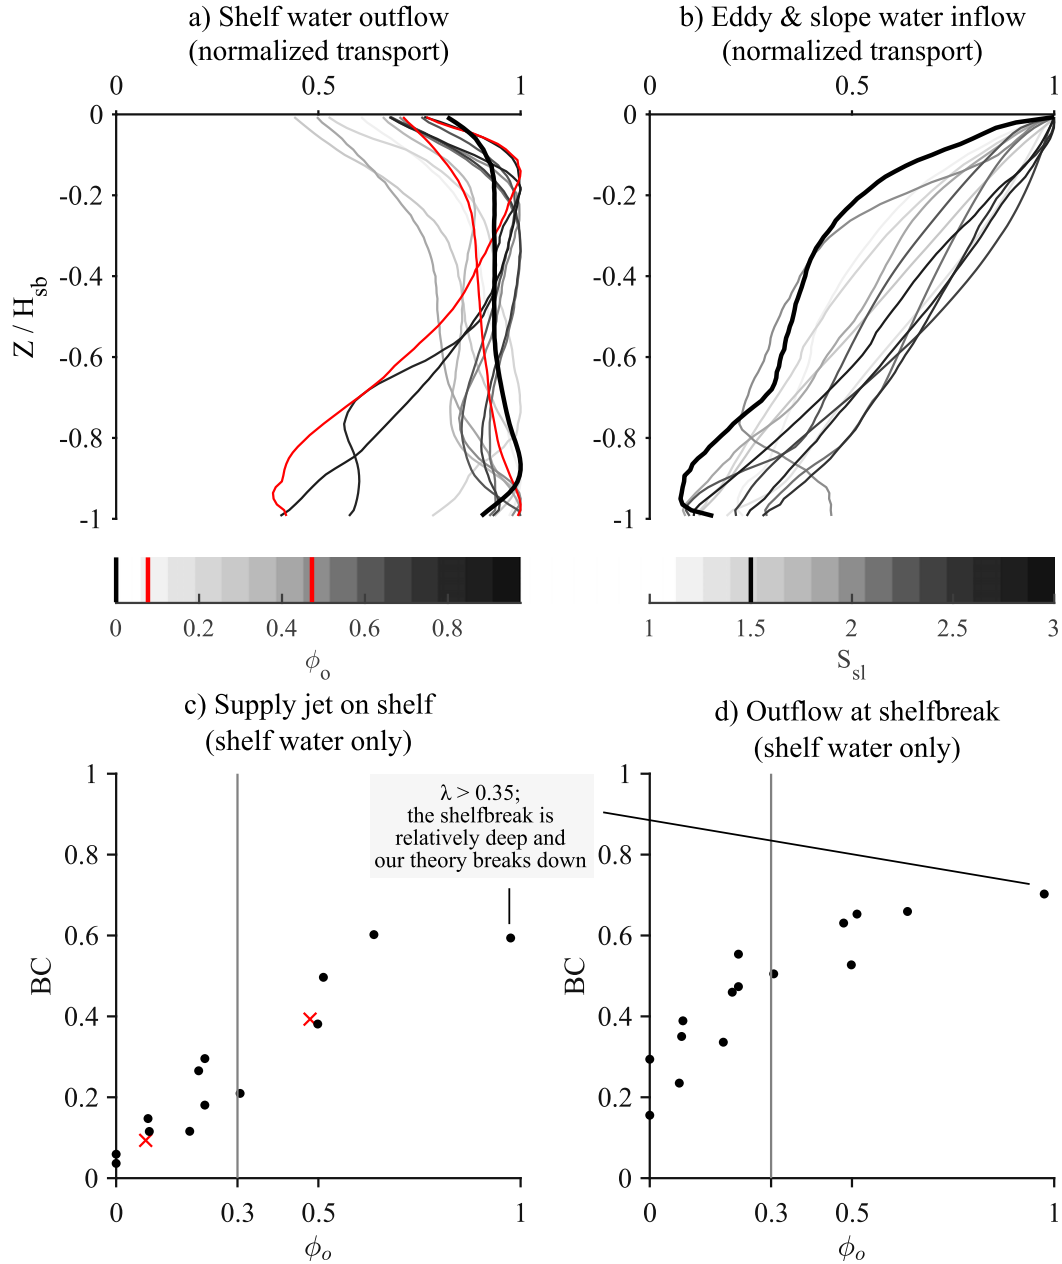 a) Shelf water outflow
(normalized transport)
0 0.5 1
Z / H_sb
0
-0.2
-0.4
-0.6
-0.8
-1
0 0.2 0.4 0.6 0.8
ϕ_o
b) Eddy & slope water inflow
(normalized transport)
0 0.5 1
0
-0.2
-0.4
-0.6
-0.8
-1
1 1.5 2 2.5 3
S_sl
c) Supply jet on shelf
(shelf water only)
λ > 0.35;
the shelfbreak is
relatively deep and
our theory breaks down
BC
1
0.8
0.6
0.4
0.2
0
0 0.3 0.5 1
ϕ_o
d) Outflow at shelfbreak
(shelf water only)
BC
1
0.8
0.6
0.4
0.2
0
0 0.3 0.5 1
ϕ_o